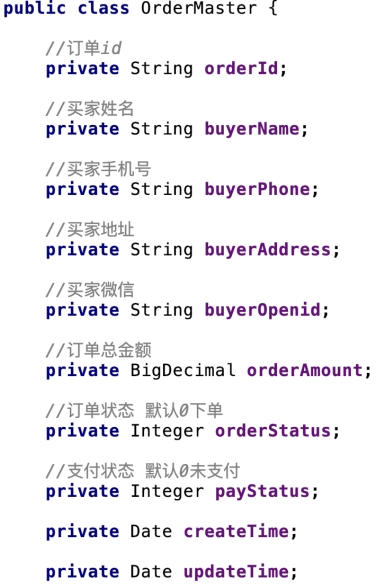 public class OrderMaster {
//订单id
private String orderId;
//买家姓名
private String buyerName;
//买家手机号
private String buyerPhone;
//买家地址
private String buyerAddress;
//买家微信
private String buyerOpenid;
//订单总金额
private BigDecimal orderAmount;
//订单状态 默认0下单
private Integer orderStatus;
//支付状态 默认0未支付
private Integer payStatus;
private Date createTime;
private Date updateTime;